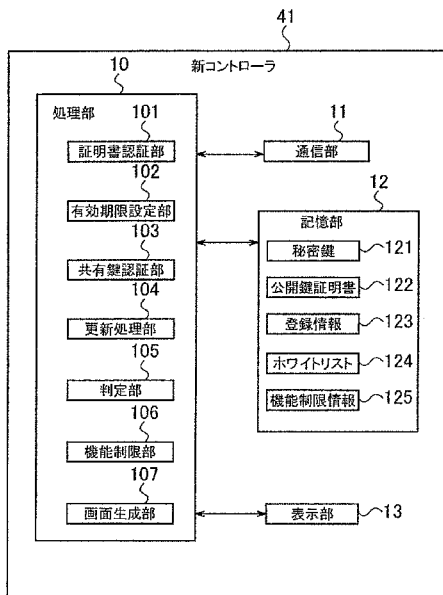 41
新コントローラ
10
処理部
101
証明書認証部
102
有効期限設定部
103
共有鍵認証部
104
更新処理部
105
判定部
106
機能制限部
107
画面生成部
11
通信部
12
記憶部
秘密鍵 121
公開鍵証明書 122
登録情報 123
ホワイトリスト 124
機能制限情報 125
表示部 13